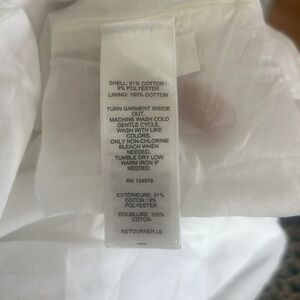 SHELL: 91% COTTON /
9% POLYESTER
LINING: 100% COTTON
TURN GARMENT INSIDE
OUT.
MACHINE WASH COLD
GENTLE CYCLE.
WASH WITH LIKE
COLORS.
ONLY NON-CHLORINE
BLEACH WHEN
NEEDED.
TUMBLE DRY LOW.
WARM IRON IF
NEEDED.
RN 134576
EXTÉRIEURE: 91%
COTON / 9%
POLYESTER
DOUBLURE: 100%
COTON
RETOURNER LE